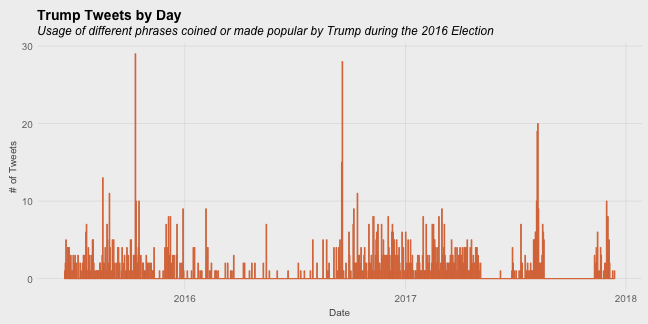 Trump Tweets by Day
Usage of different phrases coined or made popular by Trump during the 2016 Election
30
20
10
0
# of Tweets
2016
2017
2018
Date